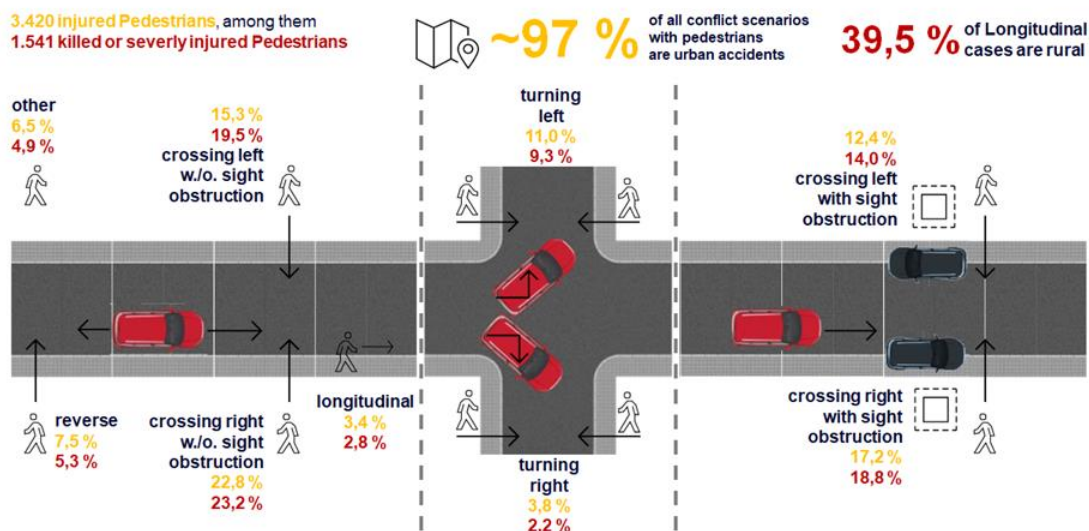 3.420 injured Pedestrians, among them
1.541 killed or severly injured Pedestrians
~97 %
of all conflict scenarios
with pedestrians
are urban accidents
39,5 %
of Longitudinal
cases are rural
other
6,5 %
4,9 %
15,3 %
19,5 %
crossing left
w./o. sight
obstruction
turning
left
11,0 %
9,3 %
12,4 %
14,0 %
crossing left
with sight
obstruction
reverse
7,5 %
5,3 %
crossing right
w./o. sight
obstruction
22,8 %
23,2 %
longitudinal
3,4 %
2,8 %
turning
right
3,8 %
2,2 %
crossing right
with sight
obstruction
17,2 %
18,8 %